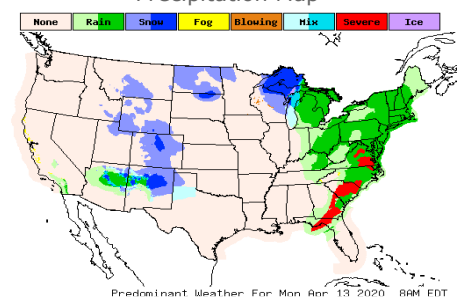 Precipitation Map
None Rain Snow Fog Blowing Mix Severe Ice
Predominant Weather For Mon Apr 13 2020 8AM EDT